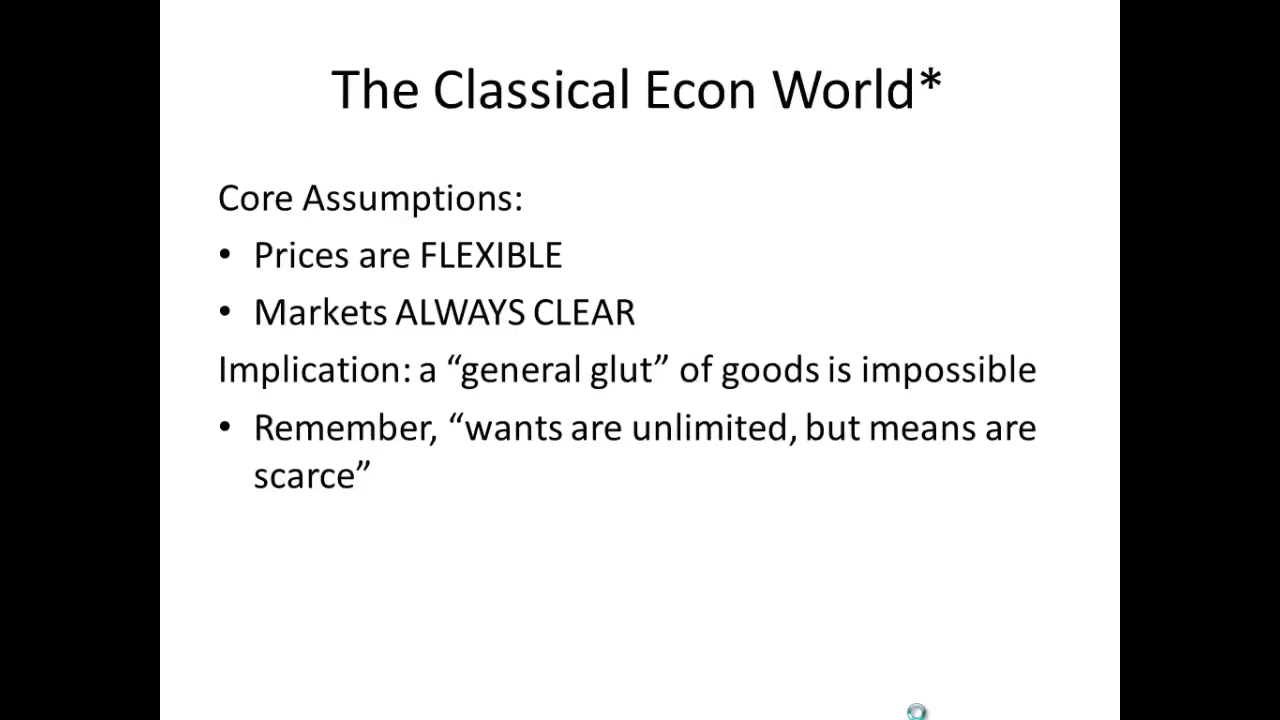 The Classical Econ World*
Core Assumptions:
• Prices are FLEXIBLE
• Markets ALWAYS CLEAR
Implication: a “general glut” of goods is impossible
• Remember, “wants are unlimited, but means are
scarce”